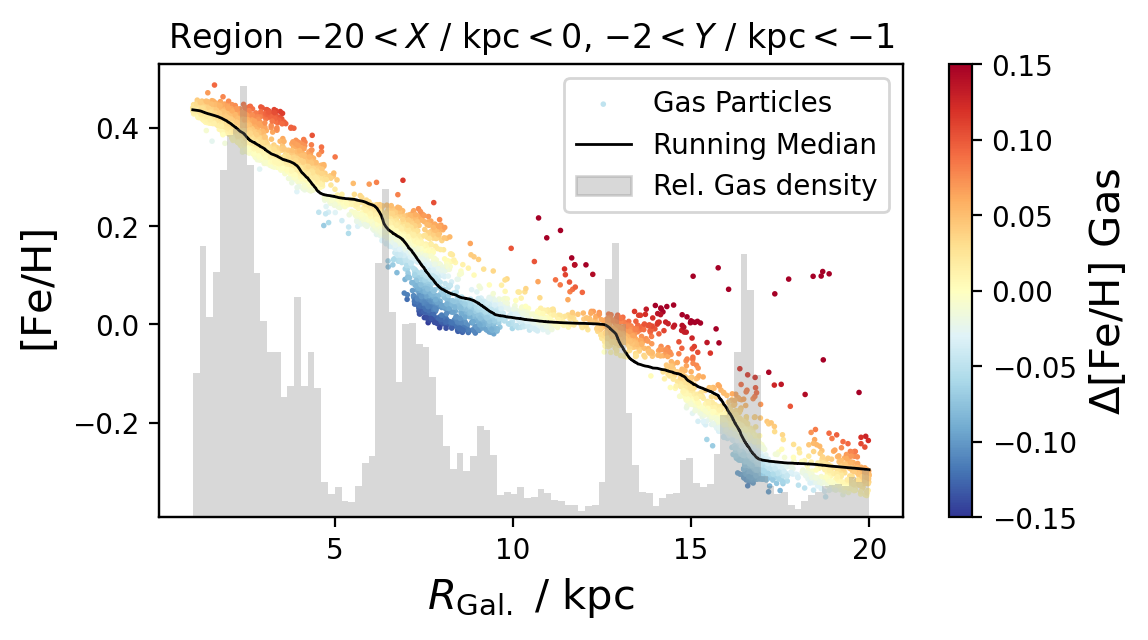 Region −20 < X / kpc < 0, −2 < Y / kpc < −1
Gas Particles
Running Median
Rel. Gas density
[Fe/H]
0.4
0.2
0.0
−0.2
5
10
15
20
R_Gal. / kpc
0.15
0.10
0.05
0.00
−0.05
−0.10
−0.15
Δ[Fe/H] Gas